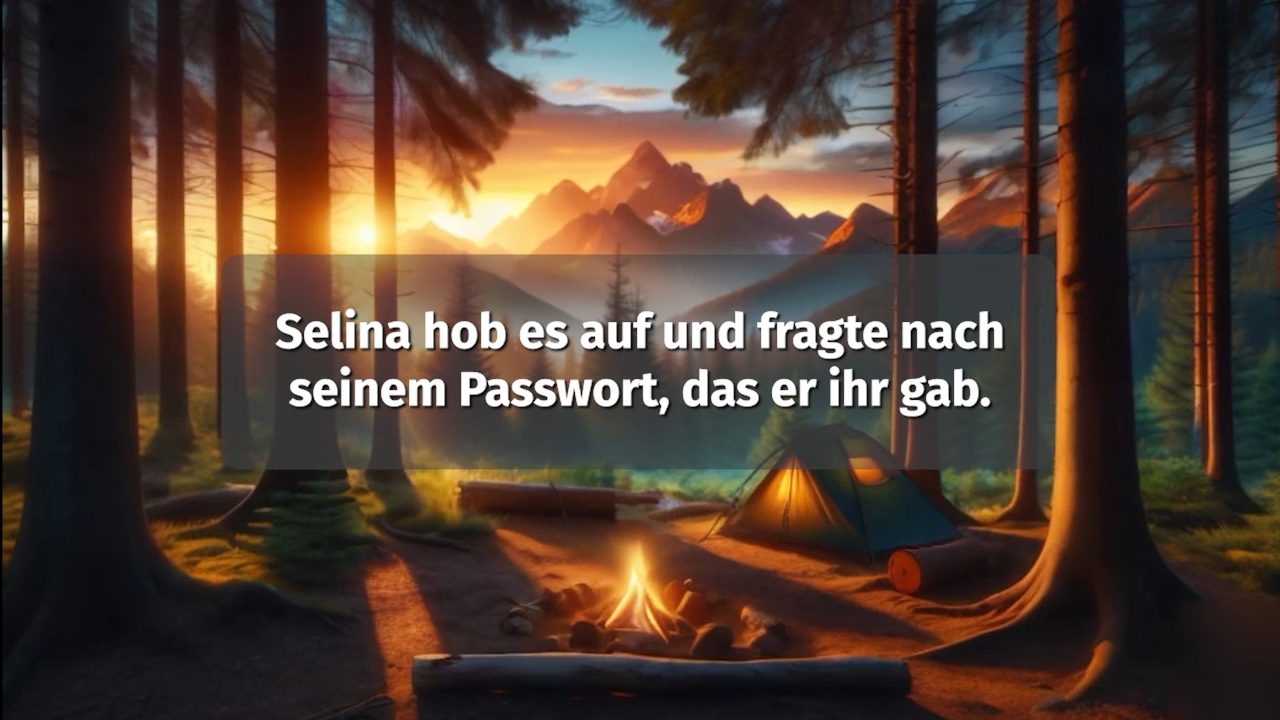 Selina hob es auf und fragte nach
seinem Passwort, das er ihr gab.